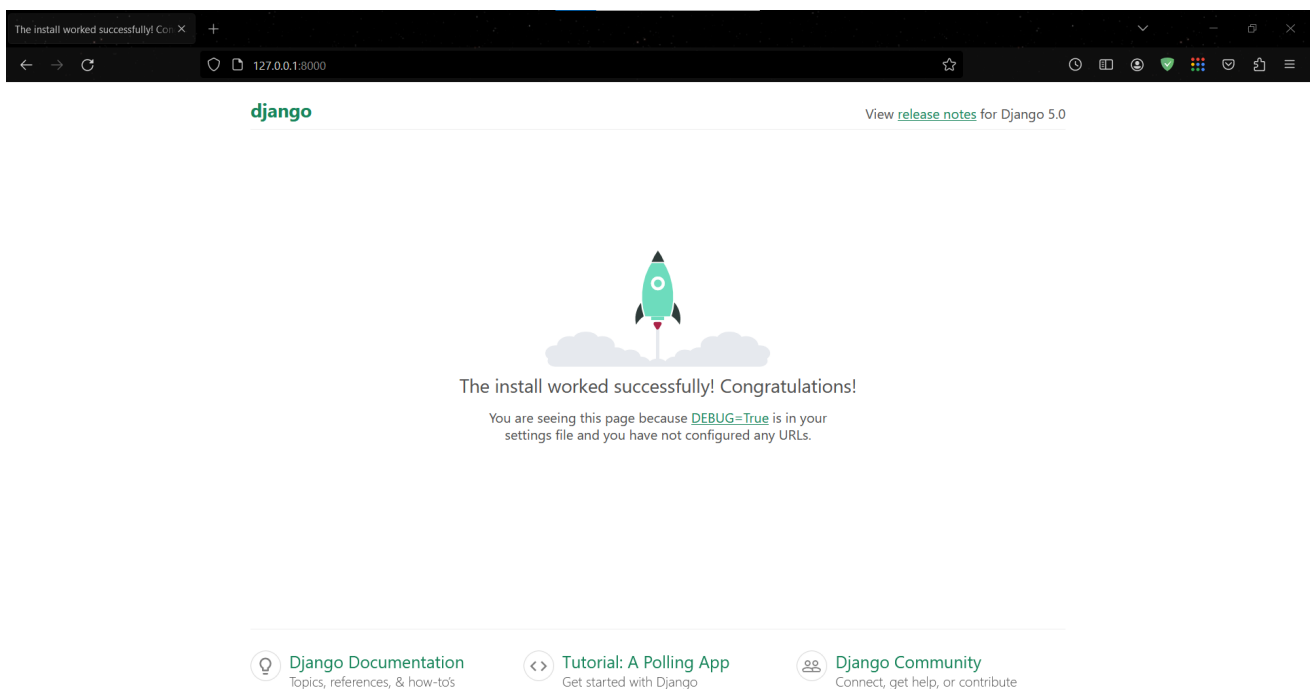 The install worked successfully! Con
127.0.0.1:8000
django
View release notes for Django 5.0
The install worked successfully! Congratulations!
You are seeing this page because DEBUG=True is in your
settings file and you have not configured any URLs.
Django Documentation
Topics, references, & how-to's
Tutorial: A Polling App
Get started with Django
Django Community
Connect, get help, or contribute